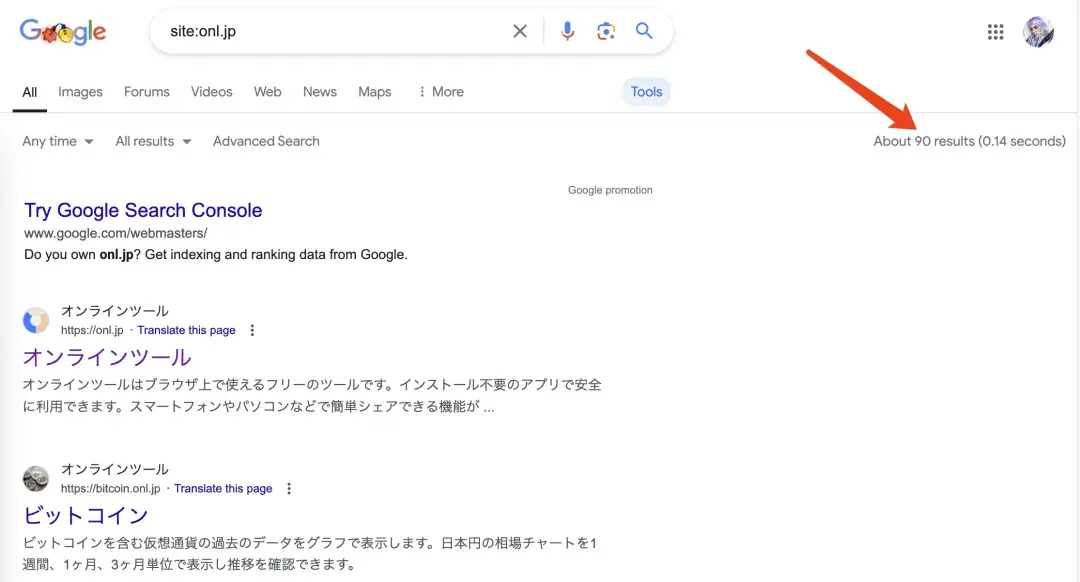 Google
site:onl.jp
All Images Forums Videos Web News Maps More Tools
Any time All results Advanced Search About 90 results (0.14 seconds)
Google promotion
Try Google Search Console
www.google.com/webmasters/
Do you own onl.jp? Get indexing and ranking data from Google.
オンラインツール
https://onl.jp · Translate this page
オンラインツール
オンラインツールはブラウザ上で使えるフリーのツールです。インストール不要のアプリで安全
に利用できます。スマートフォンやパソコンなどで簡単シェアできる機能が ...
オンラインツール
https://bitcoin.onl.jp · Translate this page
ビットコイン
ビットコインを含む仮想通貨の過去のデータをグラフで表示します。日本円の相場チャートを1
週間、1ヶ月、3ヶ月単位で表示し推移を確認できます。